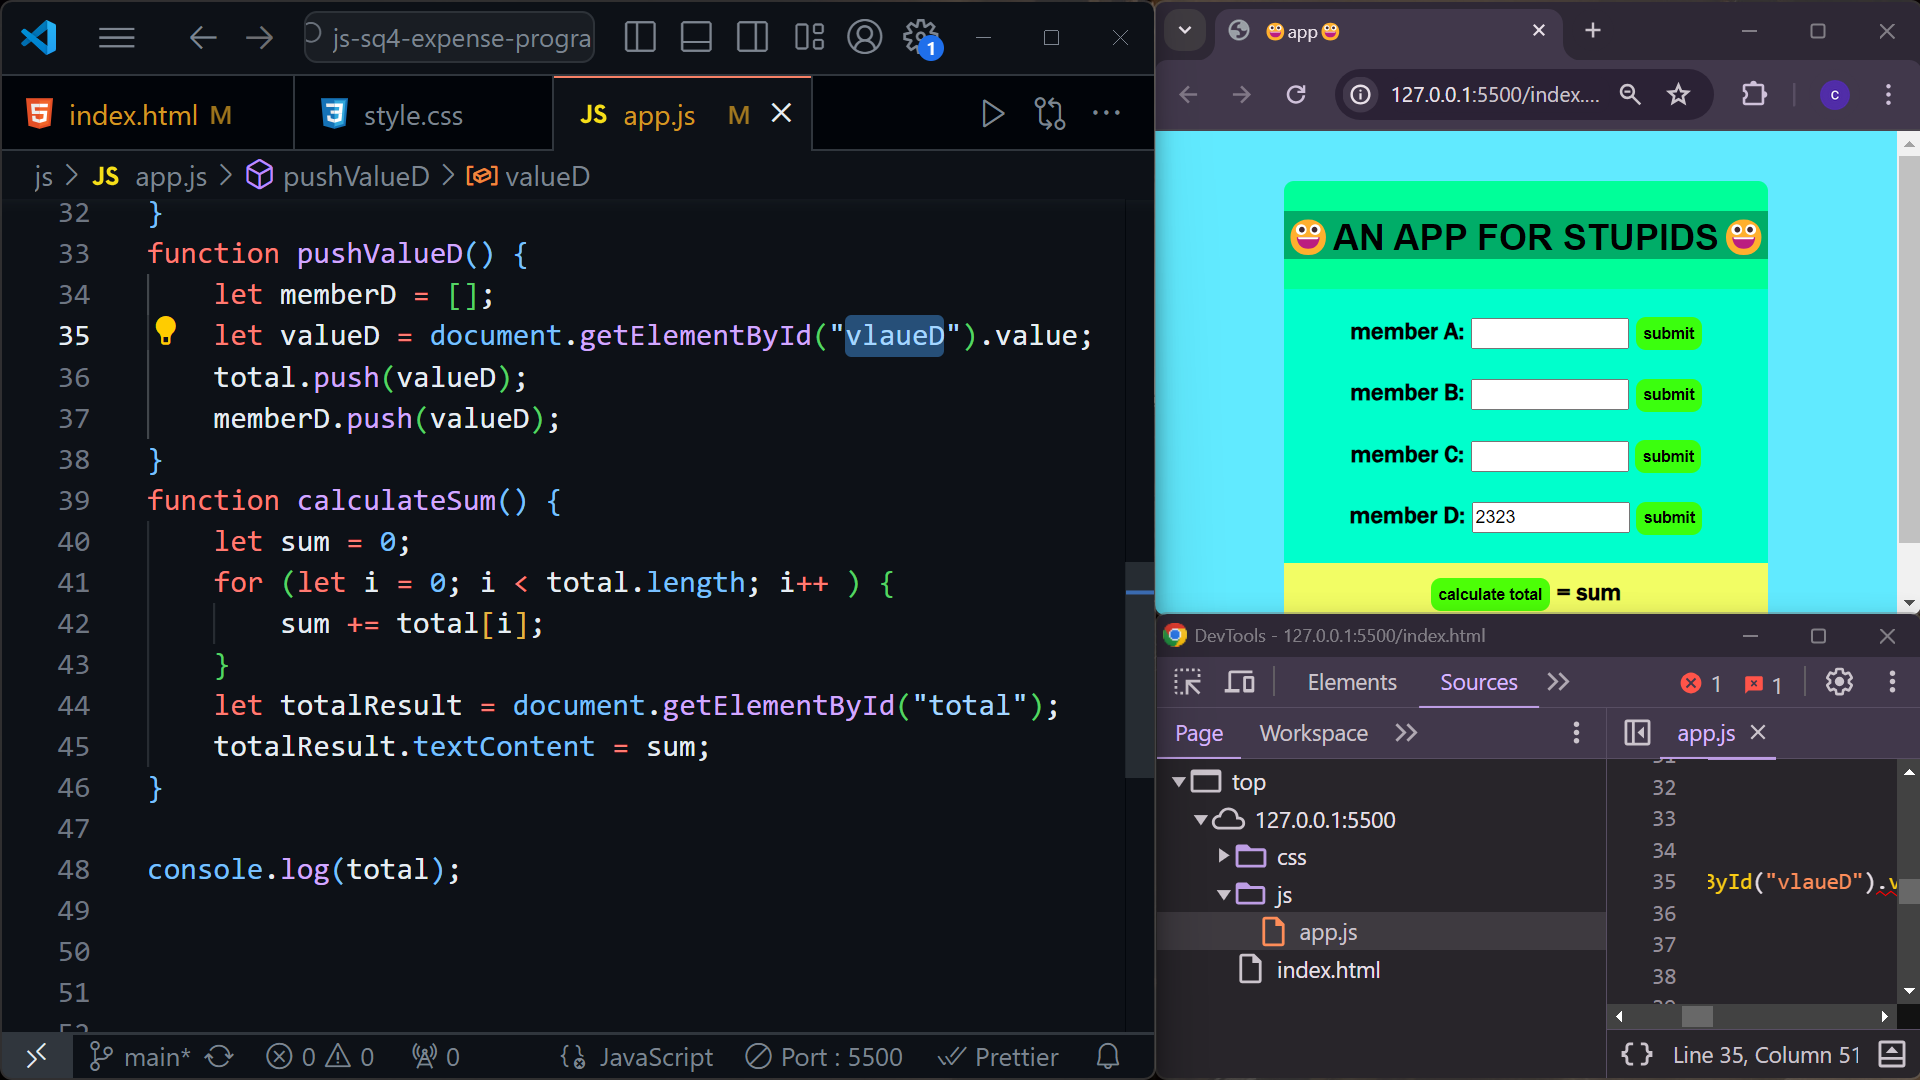 js-sq4-expense-progra
1
index.html M
style.css
JS app.js M
js > JS app.js > pushValueD > valueD
32 }
33 function pushValueD() {
34 let memberD = [];
35 let valueD = document.getElementById("vlaueD").value;
36 total.push(valueD);
37 memberD.push(valueD);
38 }
39 function calculateSum() {
40 let sum = 0;
41 for (let i = 0; i < total.length; i++ ) {
42 sum += total[i];
43 }
44 let totalResult = document.getElementById("total");
45 totalResult.textContent = sum;
46 }
47
48 console.log(total);
49
50
51
52
main* 0 0 0 JavaScript Port : 5500 Prettier
app
127.0.0.1:5500/index.... c
AN APP FOR STUPIDS
member A: submit
member B: submit
member C: submit
member D: 2323 submit
calculate total = sum
DevTools - 127.0.0.1:5500/index.html
Elements Sources 1 1
Page Workspace
top
127.0.0.1:5500
css
js
app.js
index.html
app.js
31
32
33
34
35 ById("vlaueD").v
36
37
38
39
{} Line 35, Column 51